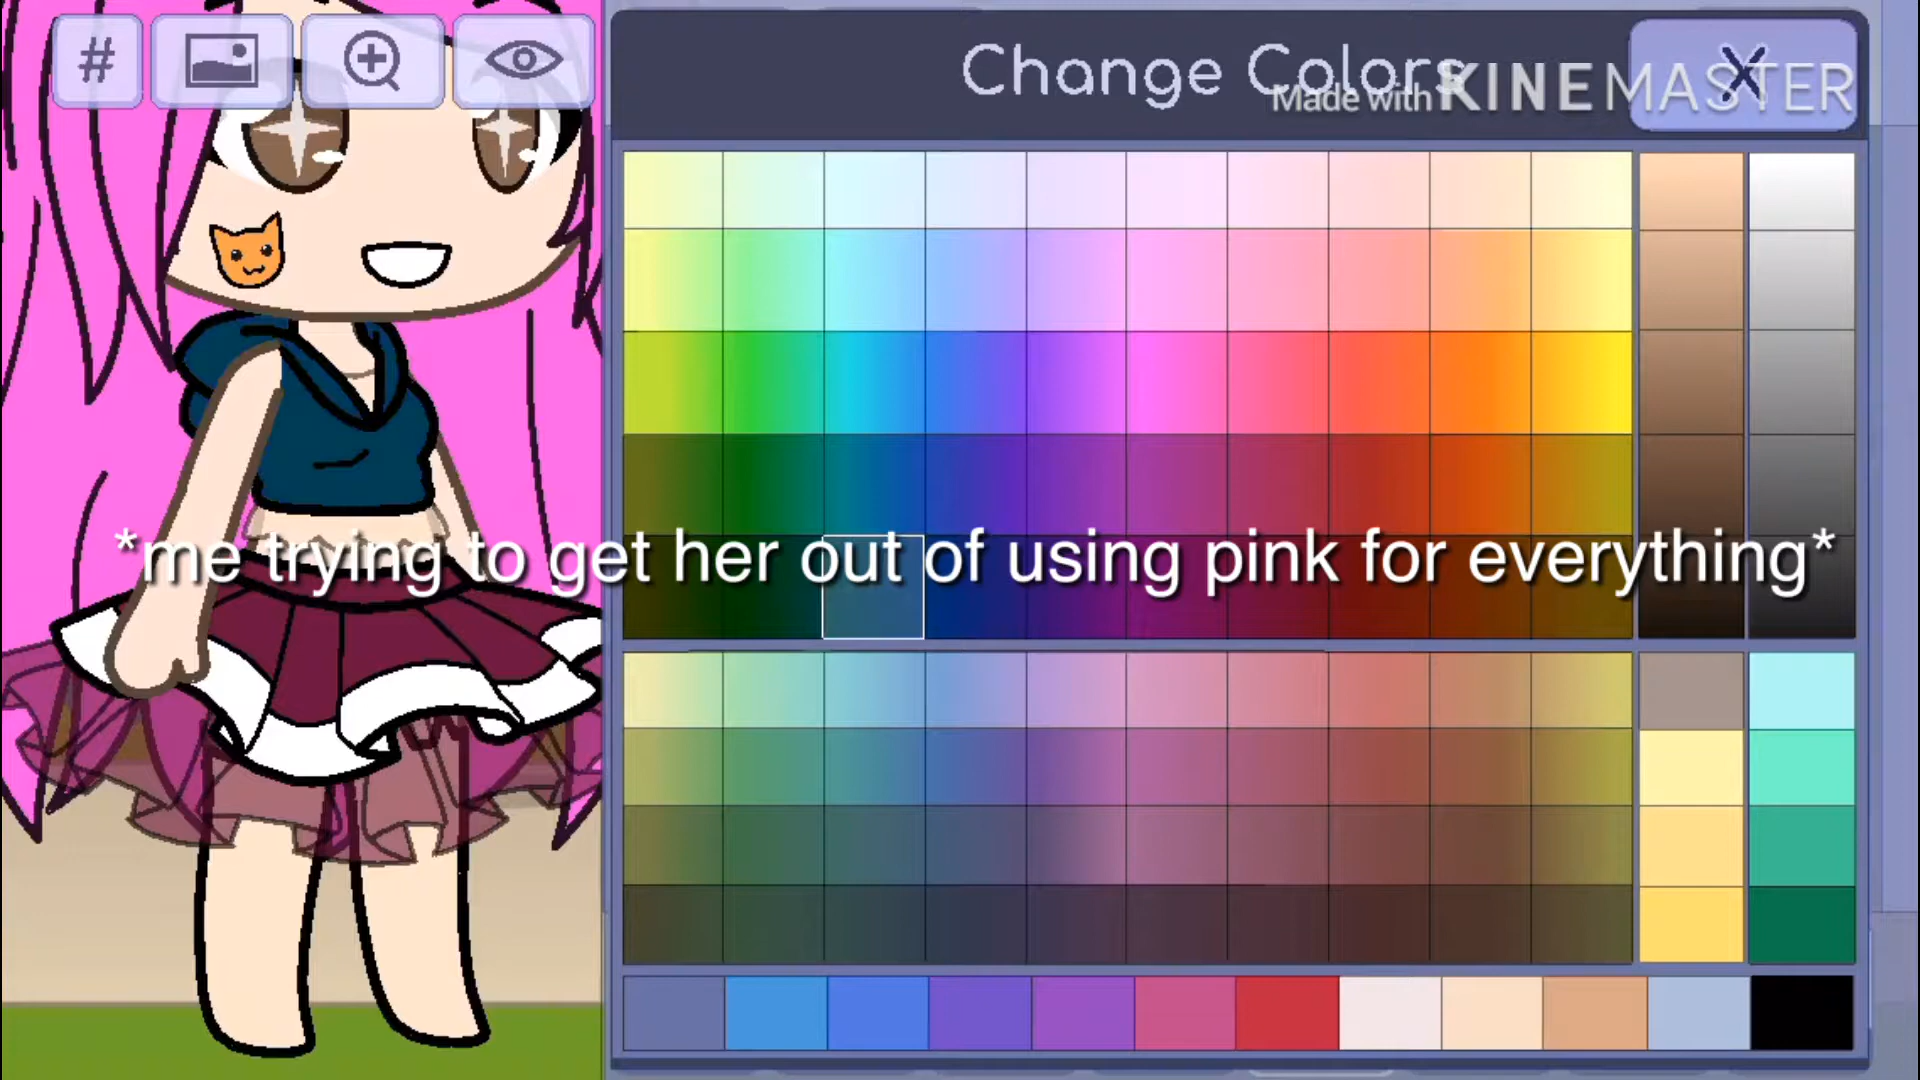 #
Change Colors
X
Made with KINEMASTER
*me trying to get her out of using pink for everything*